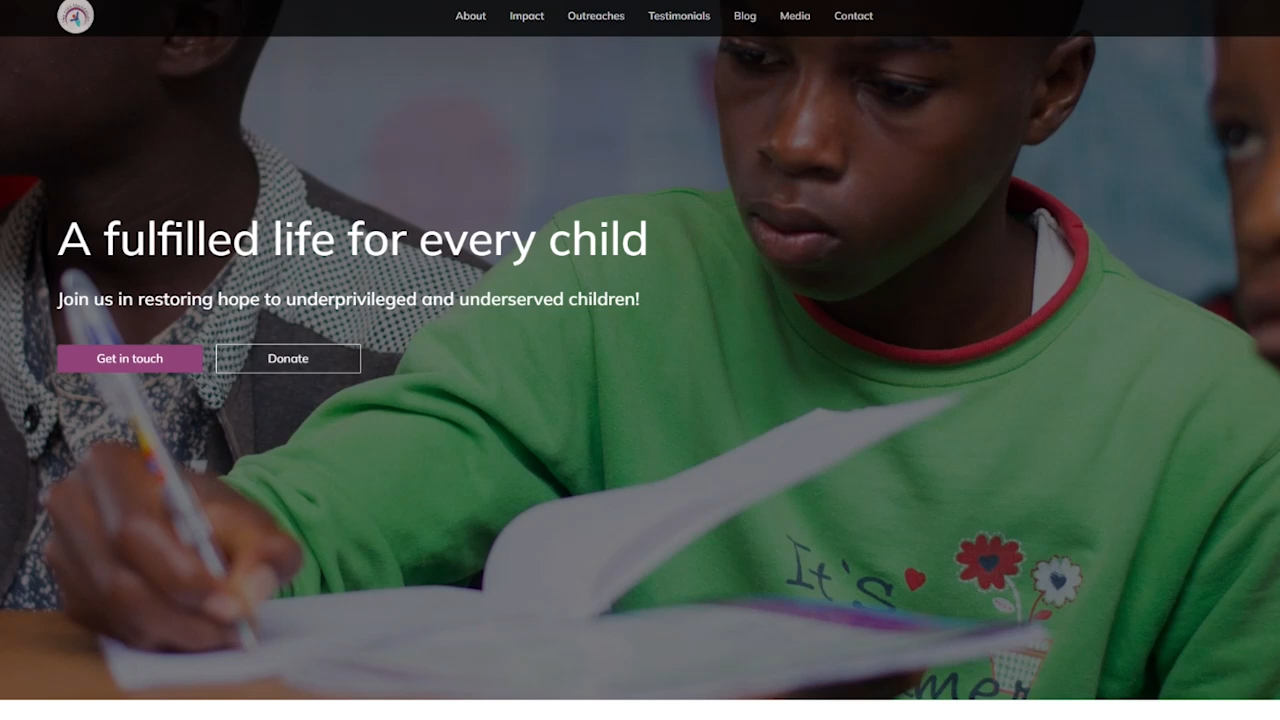 About Impact Outreaches Testimonials Blog Media Contact
A fulfilled life for every child
Join us in restoring hope to underprivileged and underserved children!
Get in touch Donate
It's
mer